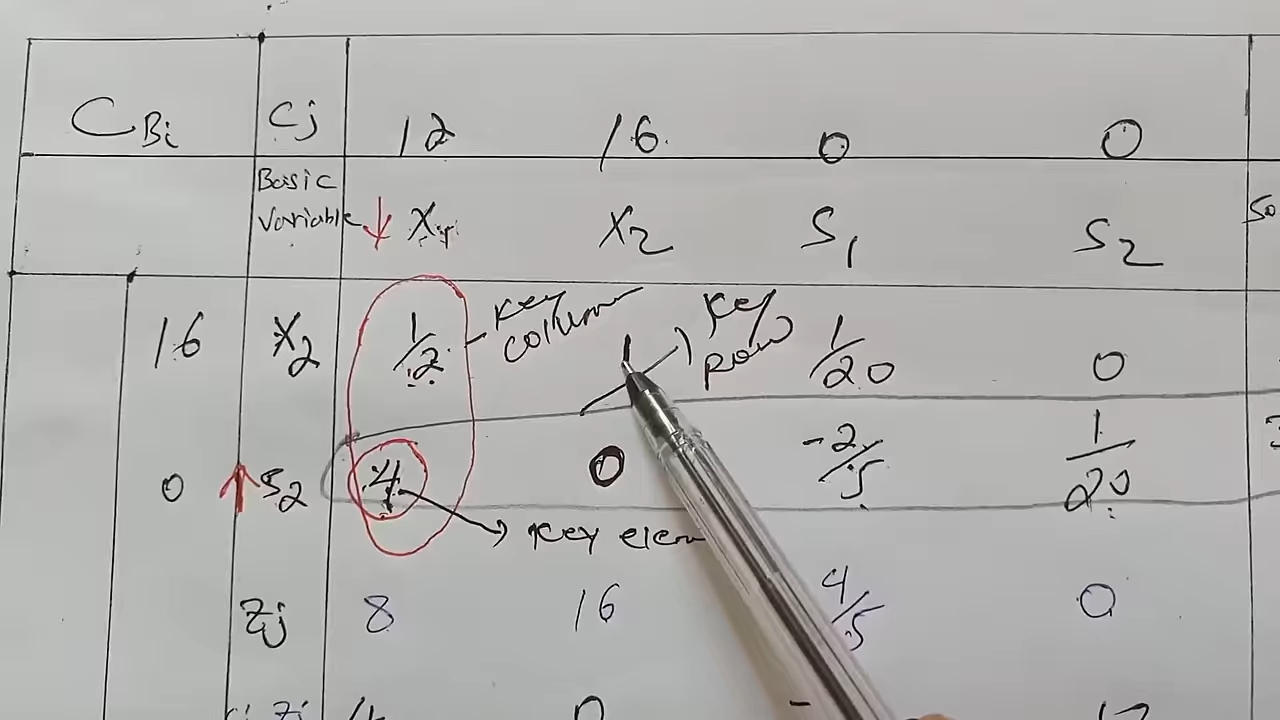 CBi Cj 12 16 0 0
Basic
Variable ↓ X1 X2 S1 S2 So
16 X2 1/2 1 1/20 0
Key
column
Key
Row
0 ↑ S2 4 0 -2/5 1/20
Key elem
Zj 8 16 4/5 0